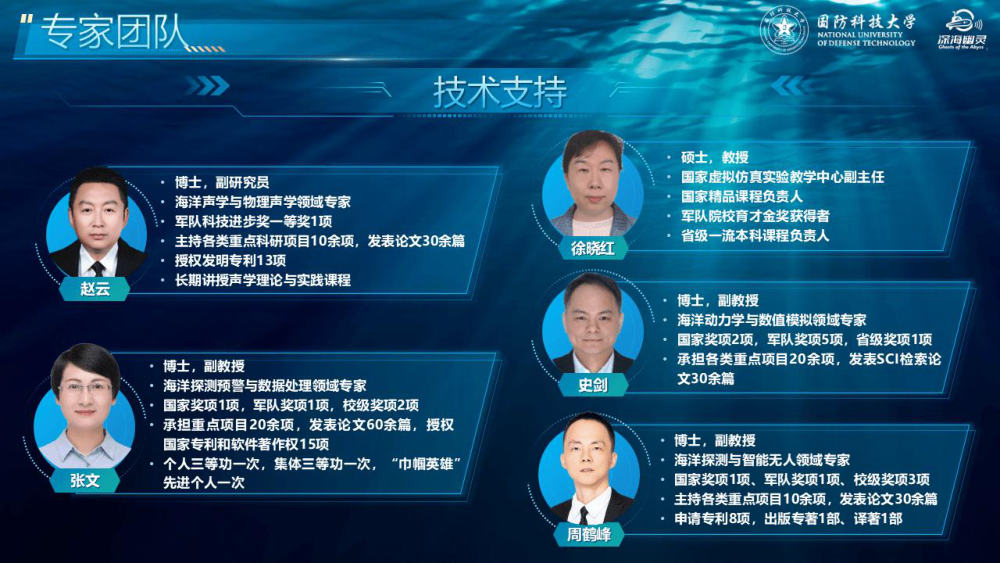 专家团队
国防科技大学
NATIONAL UNIVERSITY
OF DEFENSE TECHNOLOGY
深海幽灵
Ghosts of the Abyss
技术支持
博士，副研究员
海洋声学与物理声学领域专家
军队科技进步奖一等奖1项
主持各类重点科研项目10余项，发表论文30余篇
授权发明专利13项
长期讲授声学理论与实践课程
赵云
博士，副教授
海洋探测预警与数据处理领域专家
国家奖项1项，军队奖项1项，校级奖项2项
承担重点项目20余项，发表论文60余篇，授权
国家专利和软件著作权15项
个人三等功一次，集体三等功一次，“巾帼英雄”
先进个人一次
张文
硕士，教授
国家虚拟仿真实验教学中心副主任
国家精品课程负责人
军队院校育才金奖获得者
省级一流本科课程负责人
徐晓红
博士，副教授
海洋动力学与数值模拟领域专家
国家奖项2项，军队奖项5项，省级奖项1项
承担各类重点项目20余项，发表SCI检索论
文30余篇
史剑
博士，副教授
海洋探测与智能无人领域专家
国家奖项1项、军队奖项1项、校级奖项3项
主持各类重点项目10余项，发表论文30余篇
申请专利8项，出版专著1部、译著1部
周鹤峰